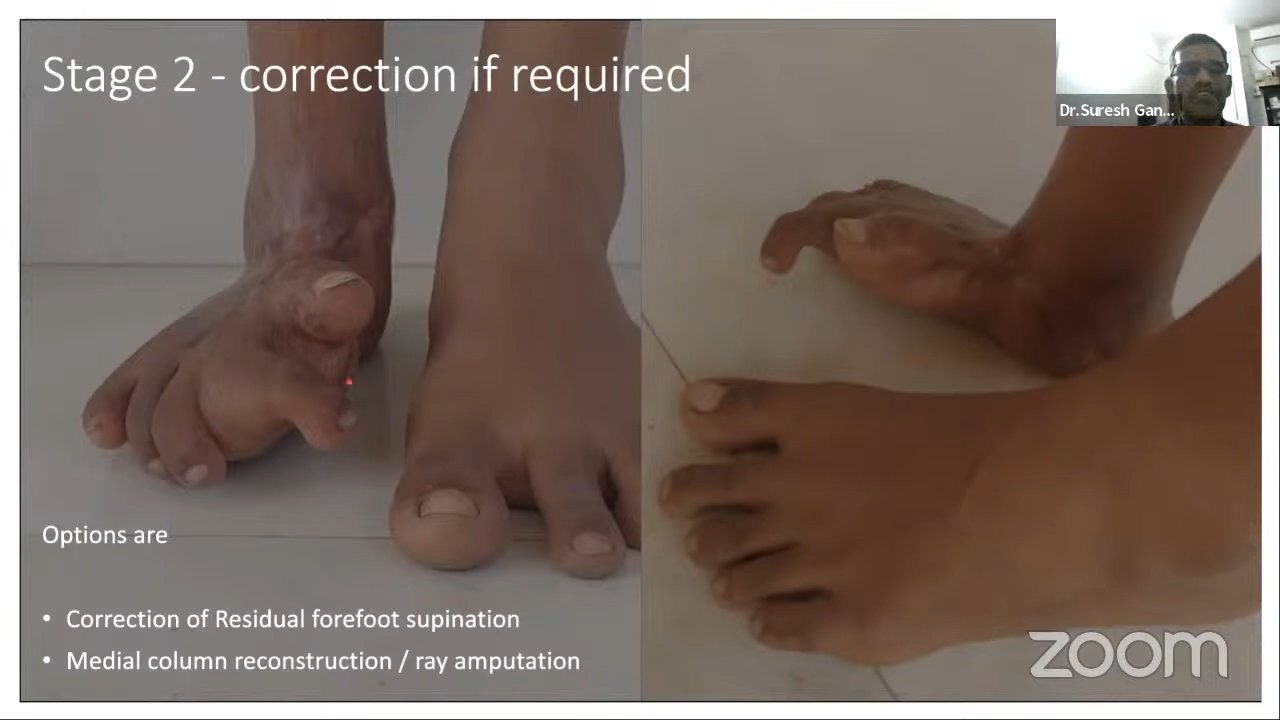 Stage 2 - correction if required
Dr.Suresh Gan...
Options are
• Correction of Residual forefoot supination
• Medial column reconstruction / ray amputation
zoom